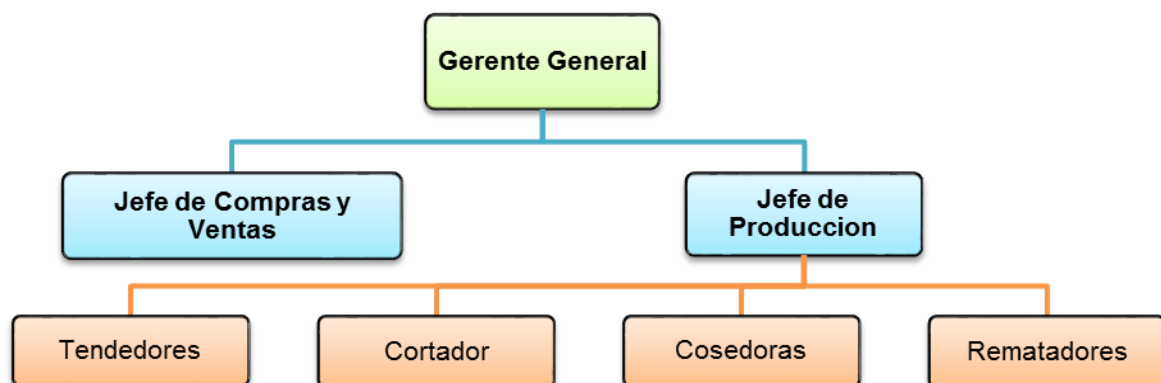 Gerente General
Jefe de Compras y
Ventas
Jefe de
Produccion
Tendedores
Cortador
Cosedoras
Rematadores